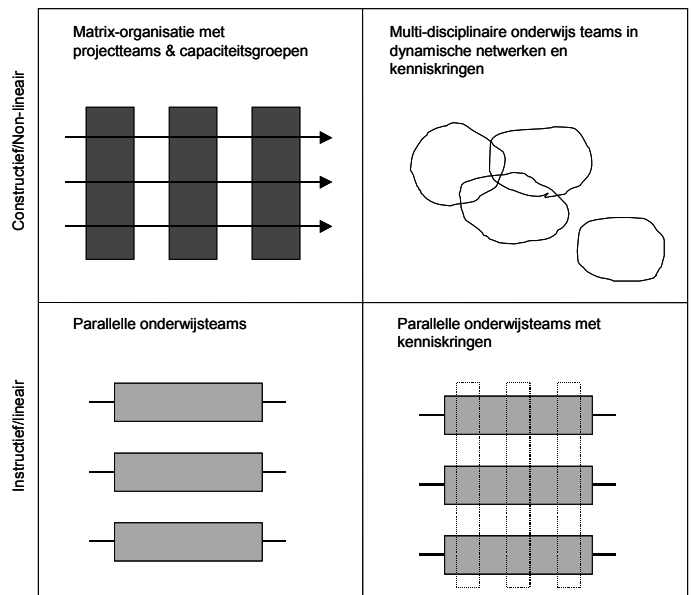 Matrix-organisatie met
projectteams & capaciteitsgroepen
Multi-disciplinaire onderwijs teams in
dynamische netwerken en
kenniskringen
Constructief/Non-lineair
Parallelle onderwijsteams
Parallelle onderwijsteams met
kenniskringen
Instructief/lineair